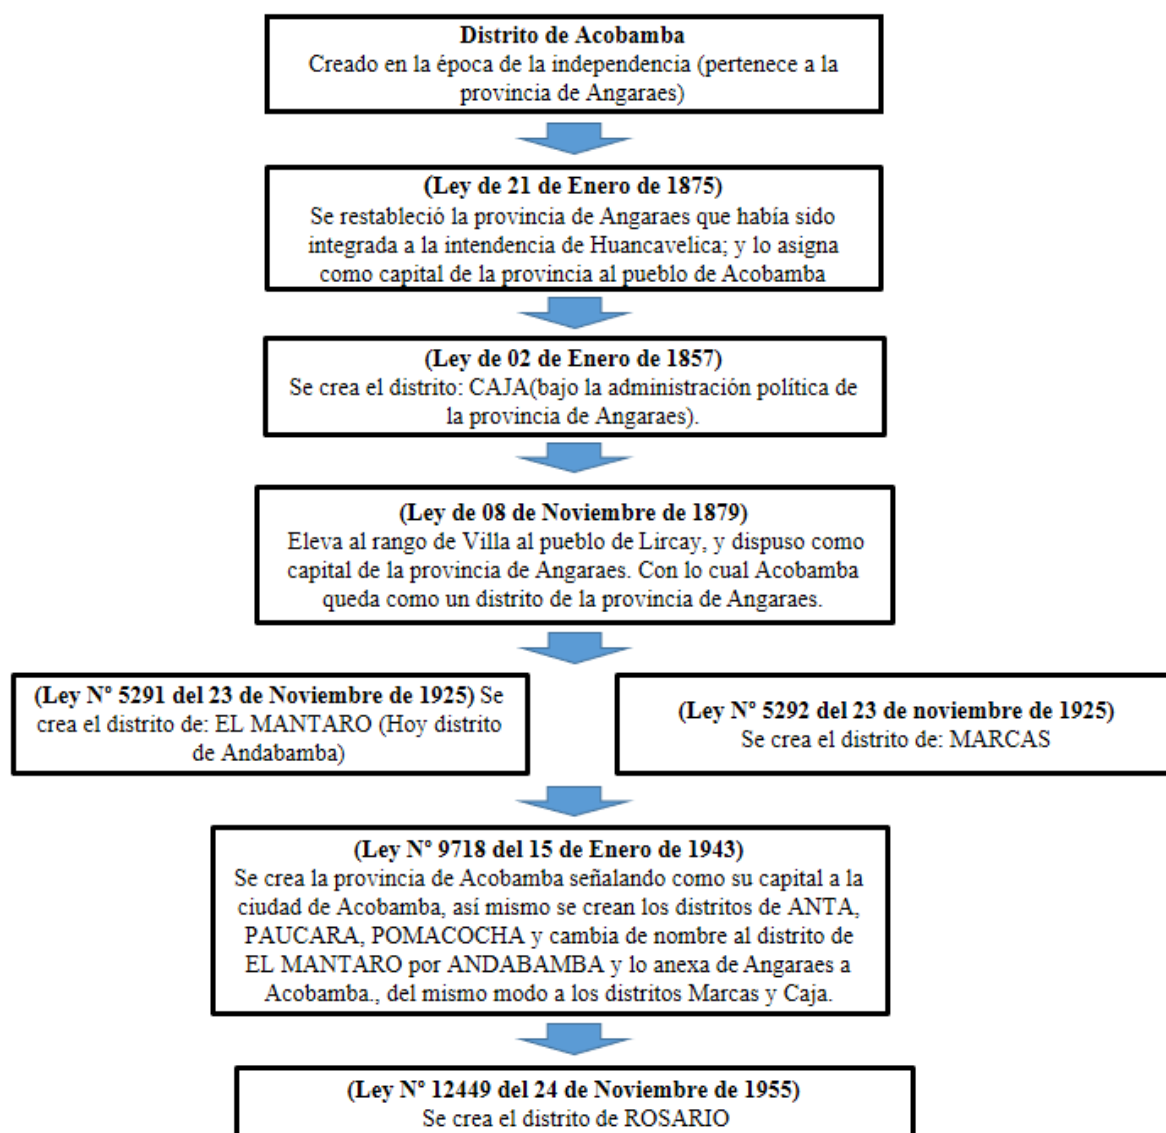 Distrito de Acobamba
Creado en la época de la independencia (pertenece a la
provincia de Angaraes)
(Ley de 21 de Enero de 1875)
Se restableció la provincia de Angaraes que había sido
integrada a la intendencia de Huancavelica; y lo asigna
como capital de la provincia al pueblo de Acobamba
(Ley de 02 de Enero de 1857)
Se crea el distrito: CAJA(bajo la administración política de
la provincia de Angaraes).
(Ley de 08 de Noviembre de 1879)
Eleva al rango de Villa al pueblo de Lircay, y dispuso como
capital de la provincia de Angaraes. Con lo cual Acobamba
queda como un distrito de la provincia de Angaraes.
(Ley N° 5291 del 23 de Noviembre de 1925) Se
crea el distrito de: EL MANTARO (Hoy distrito
de Andabamba)
(Ley N° 5292 del 23 de noviembre de 1925)
Se crea el distrito de: MARCAS
(Ley N° 9718 del 15 de Enero de 1943)
Se crea la provincia de Acobamba señalando como su capital a la
ciudad de Acobamba, así mismo se crean los distritos de ANTA,
PAUCARA, POMACOCHA y cambia de nombre al distrito de
EL MANTARO por ANDABAMBA y lo anexa de Angaraes a
Acobamba., del mismo modo a los distritos Marcas y Caja.
(Ley N° 12449 del 24 de Noviembre de 1955)
Se crea el distrito de ROSARIO